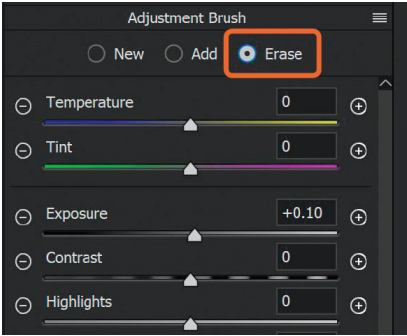 Adjustment Brush
New Add Erase
Temperature 0
Tint 0
Exposure +0.10
Contrast 0
Highlights 0